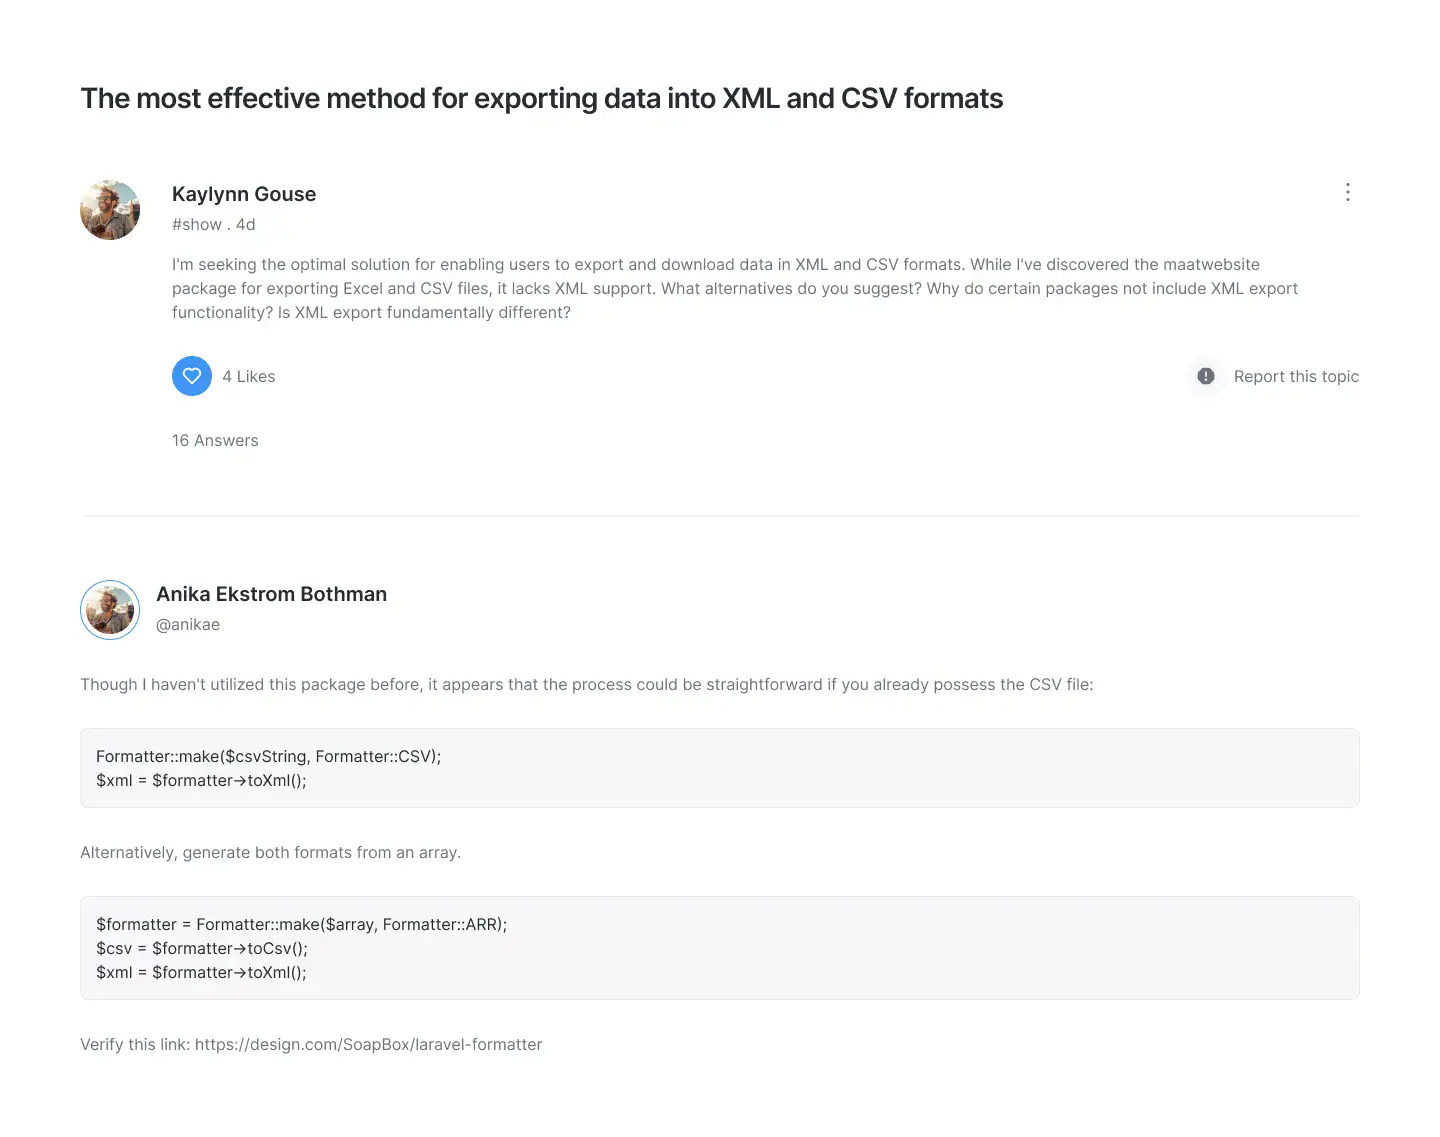 The most effective method for exporting data into XML and CSV formats
Kaylynn Gouse
#show . 4d
I'm seeking the optimal solution for enabling users to export and download data in XML and CSV formats. While I've discovered the maatwebsite
package for exporting Excel and CSV files, it lacks XML support. What alternatives do you suggest? Why do certain packages not include XML export
functionality? Is XML export fundamentally different?
4 Likes
Report this topic
16 Answers
Anika Ekstrom Bothman
@anikae
Though I haven't utilized this package before, it appears that the process could be straightforward if you already possess the CSV file:
Formatter::make($csvString, Formatter::CSV);
$xml = $formatter->toXml();
Alternatively, generate both formats from an array.
$formatter = Formatter::make($array, Formatter::ARR);
$csv = $formatter->toCsv();
$xml = $formatter->toXml();
Verify this link: https://design.com/SoapBox/laravel-formatter